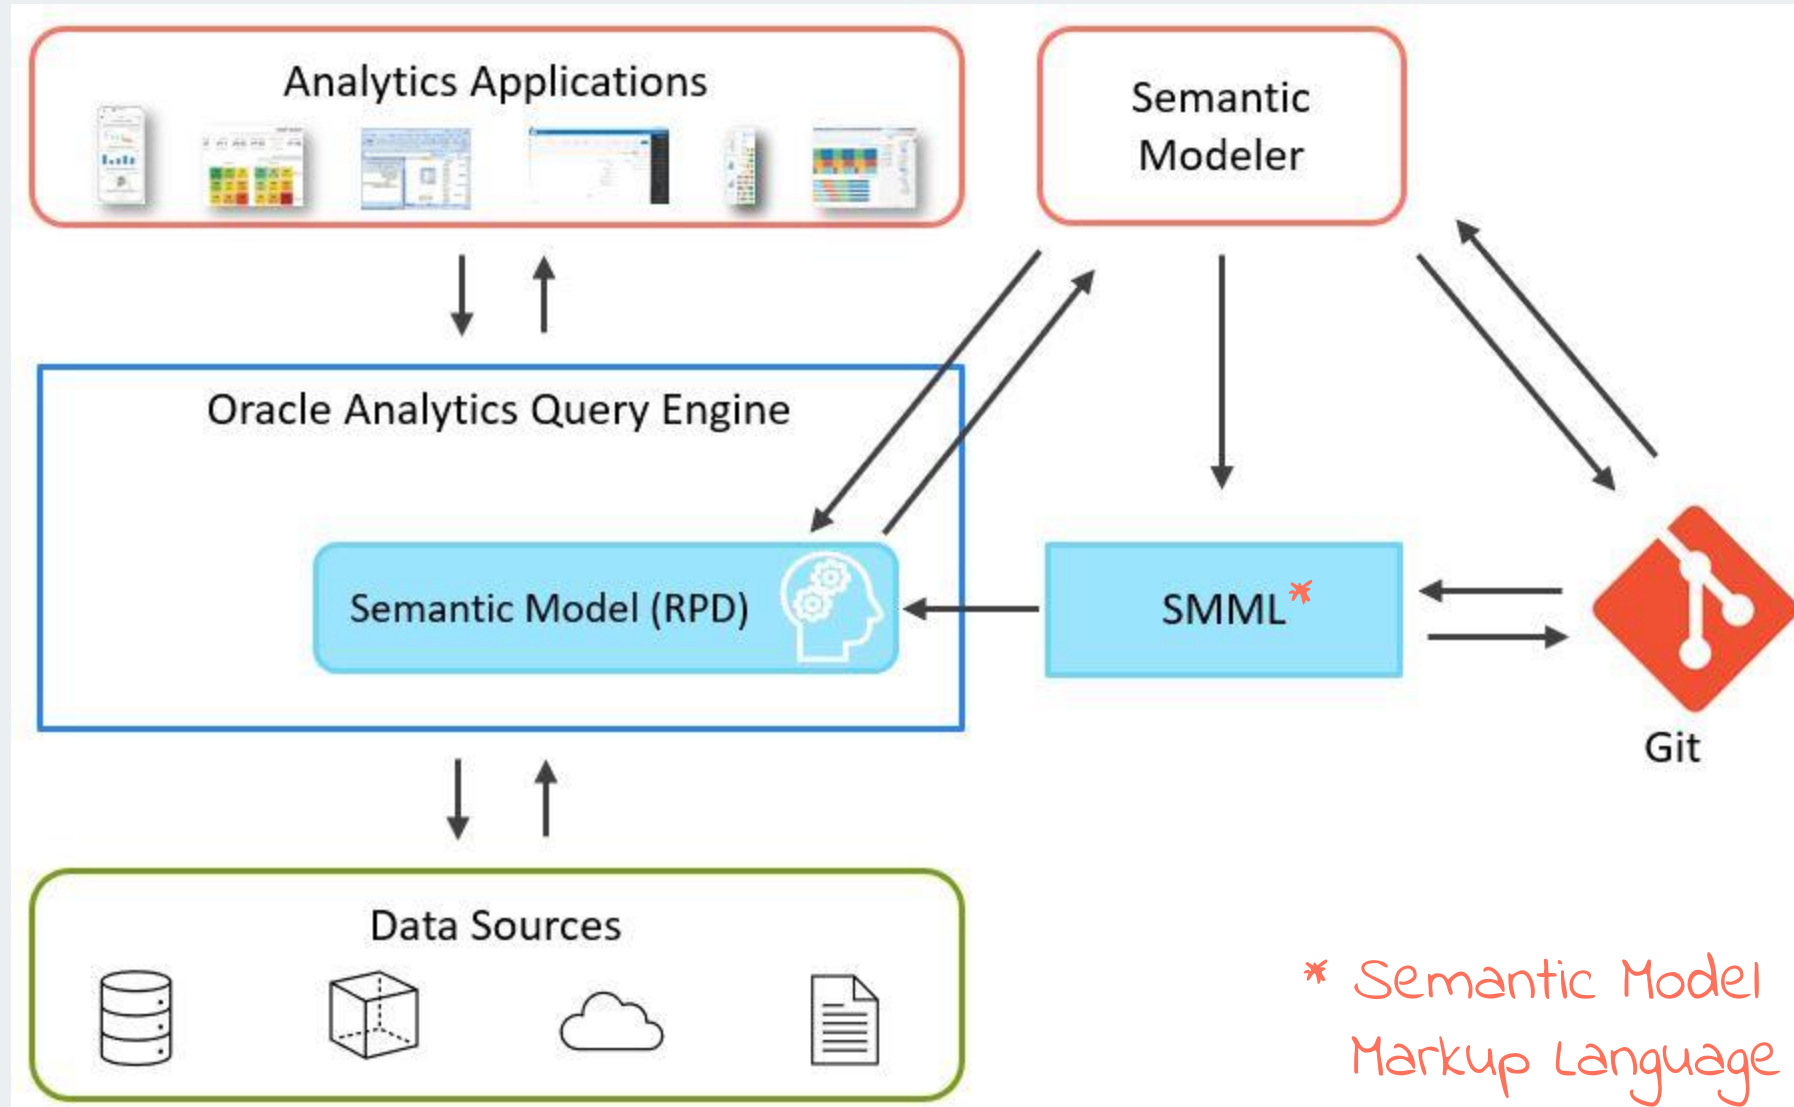 Analytics Applications
Semantic
Modeler
Oracle Analytics Query Engine
Semantic Model (RPD)
SMML*
Git
Data Sources
* Semantic Model
Markup Language